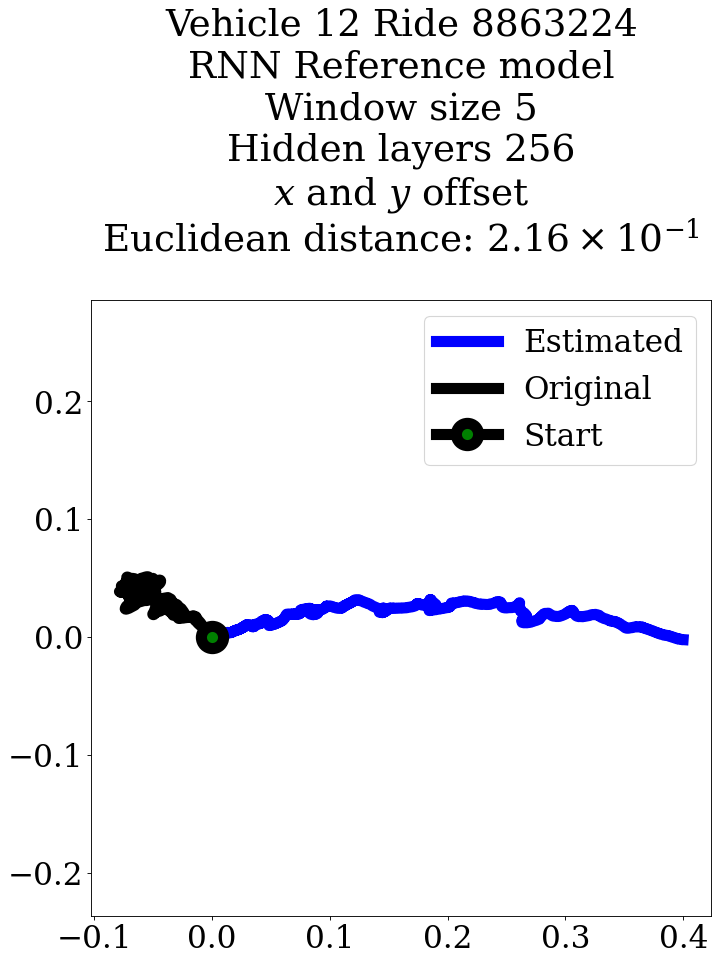 Vehicle 12 Ride 8863224
RNN Reference model
Window size 5
Hidden layers 256
x and y offset
Euclidean distance: 2.16 × 10⁻¹
Estimated
Original
Start
0.2
0.1
0.0
−0.1
−0.2
−0.1 0.0 0.1 0.2 0.3 0.4